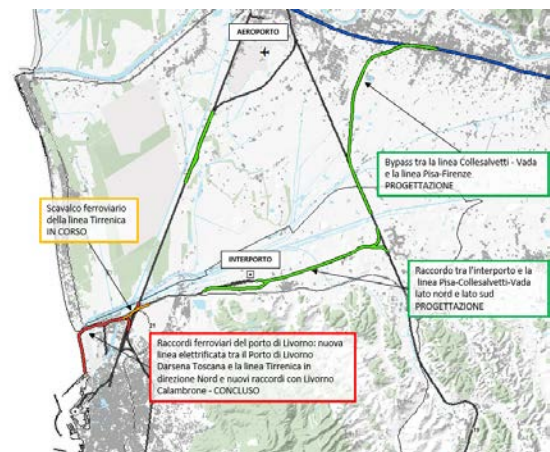 AEROPORTO
Bypass tra la linea Collesalvetti - Vada
e la linea Pisa-Firenze
PROGETTAZIONE
Scavalco ferroviario
della linea Tirrenica
IN CORSO
INTERPORTO
Raccordo tra l'interporto e la
linea Pisa-Collesalvetti-Vada
lato nord e lato sud
PROGETTAZIONE
Raccordi ferroviari del porto di Livorno: nuova
linea elettrificata tra il Porto di Livorno
Darsena Toscana e la linea Tirrenica in
direzione Nord e nuovi raccordi con Livorno
Calambrone - CONCLUSO